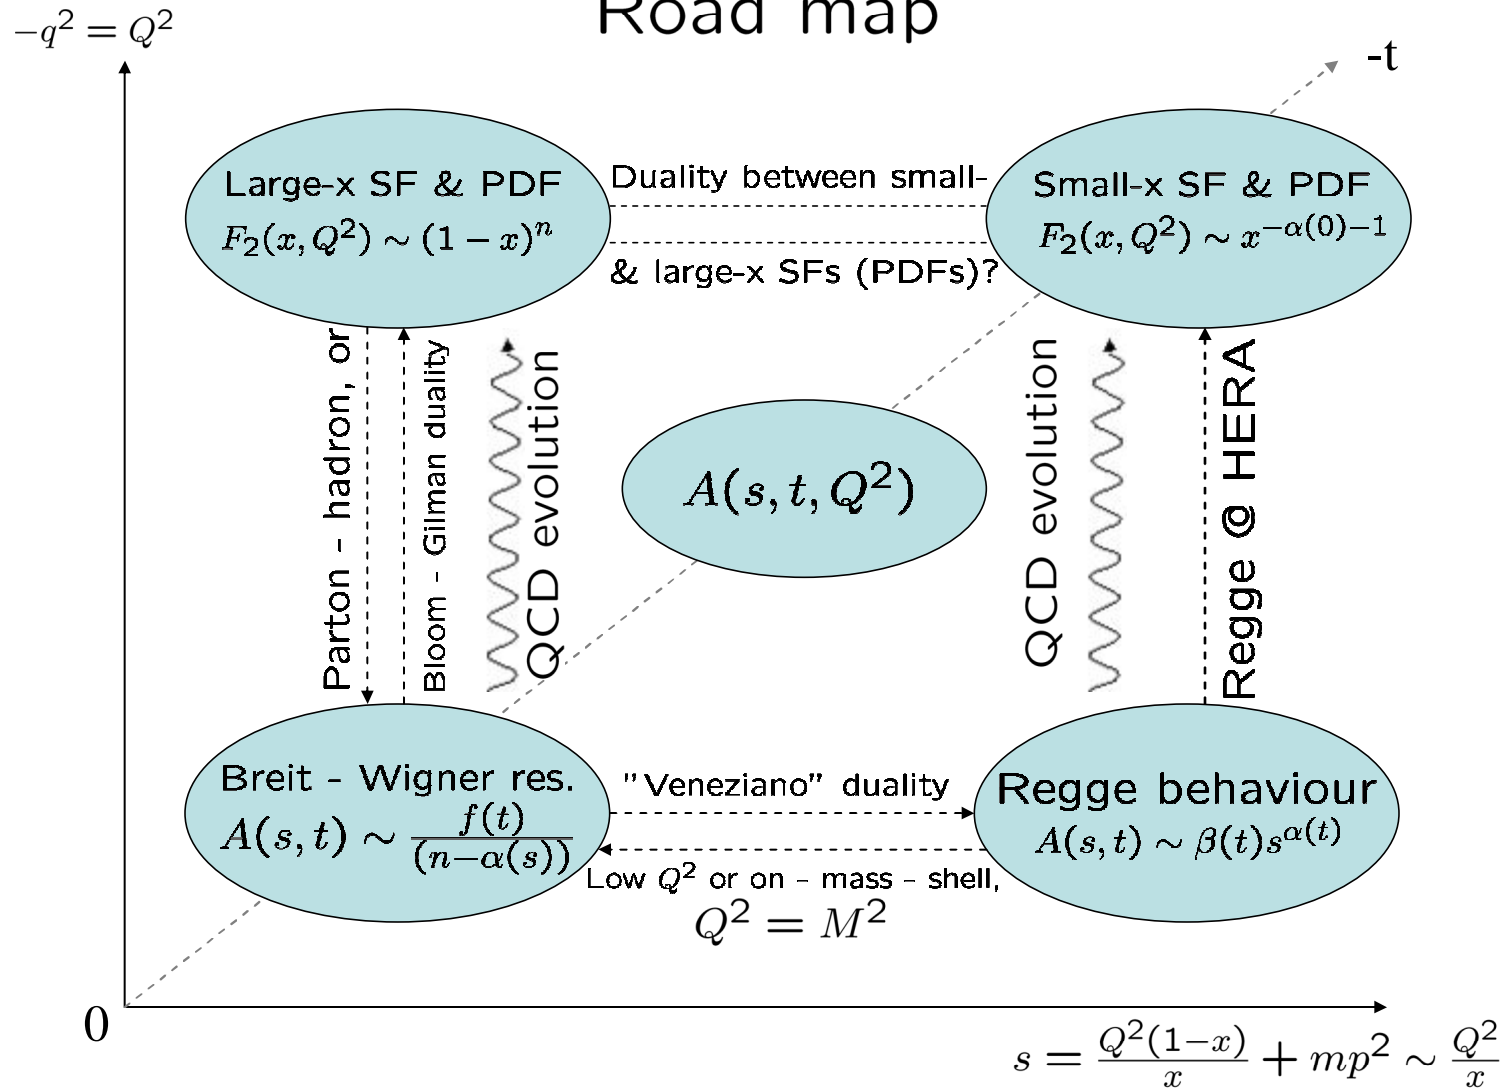 Road map
−q² = Q²
-t
Large-x SF & PDF
F₂(x, Q²) ∼ (1 − x)ⁿ
Duality between small-
& large-x SFs (PDFs)?
Small-x SF & PDF
F₂(x, Q²) ∼ x^{−α(0)−1}
Parton - hadron, or
Bloom - Gilman duality
QCD evolution
A(s, t, Q²)
QCD evolution
Regge @ HERA
Breit - Wigner res.
A(s, t) ∼ f(t)/(n−α(s))
"Veneziano" duality
Low Q² or on - mass - shell,
Q² = M²
Regge behaviour
A(s, t) ∼ β(t)s^{α(t)}
0
s = Q²(1−x)/x + mp² ∼ Q²/x